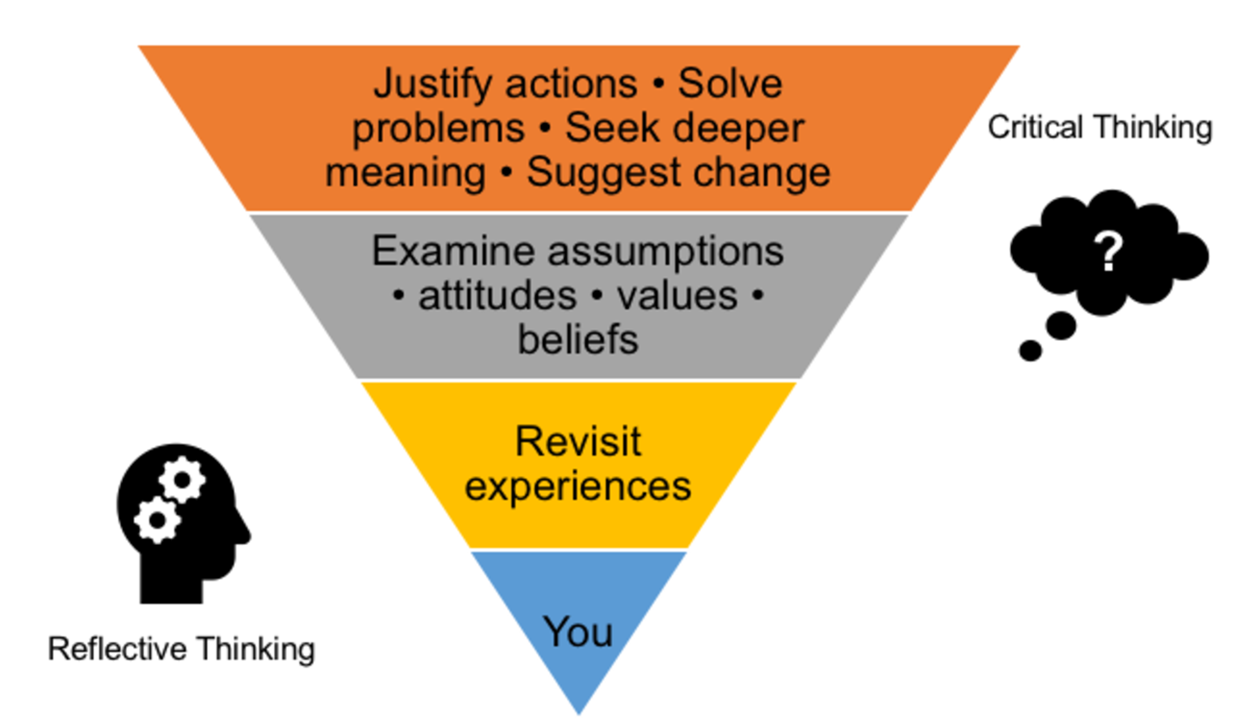 Justify actions • Solve
problems • Seek deeper
meaning • Suggest change
Critical Thinking
?
Examine assumptions
• attitudes • values •
beliefs
Revisit
experiences
You
Reflective Thinking